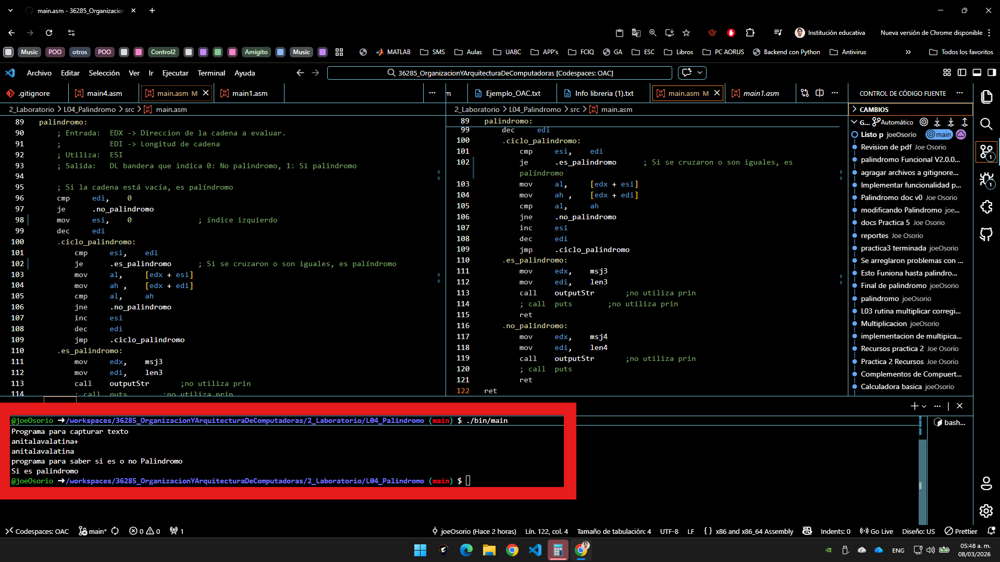 main.asm - 36285_Organizacion
Institución educativa
Nueva versión de Chrome disponible
Music POO otros POO Control2 Amigito Music MATLAB SMS Aulas UABC APP's FCIQ GA ESC Libros PC AORUS Backend con Python Antivirus » Todos los favoritos
Archivo Editar Selección Ver Ir Ejecutar Terminal Ayuda
36285_OrganizacionYArquitecturaDeComputadoras [Codespaces: OAC]
.gitignore main4.asm main.asm M main1.asm
2_Laboratorio > L04_Palindromo > src > main.asm
89 palindromo:
90 ; Entrada: EDX -> Direccion de la cadena a evaluar.
91 ; EDI -> Longitud de cadena
92 ; Utiliza: ESI
93 ; Salida: DL bandera que indica 0: No palindromo, 1: Si palindromo
94
95 ; Si la cadena está vacía, es palíndromo
96 cmp edi, 0
97 je .no_palindromo
98 mov esi, 0 ; índice izquierdo
99 dec edi
100 .ciclo_palindromo:
101 cmp esi, edi
102 je .es_palindromo ; Si se cruzaron o son iguales, es palíndromo
103 mov al, [edx + esi]
104 mov ah , [edx + edi]
105 cmp al, ah
106 jne .no_palindromo
107 inc esi
108 dec edi
109 jmp .ciclo_palindromo
110 .es_palindromo:
111 mov edx, msj3
112 mov edi, len3
113 call outputStr ;no utiliza prin
114 ; call puts ;no utiliza prin
m Ejemplo_OAC.txt Info libreria (1).txt main.asm M main1.asm
2_Laboratorio > L04_Palindromo > src > main.asm
89 palindromo:
99 dec edi
100 .ciclo_palindromo:
101 cmp esi, edi
102 je .es_palindromo ; Si se cruzaron o son iguales, es
palíndromo
103 mov al, [edx + esi]
104 mov ah , [edx + edi]
105 cmp al, ah
106 jne .no_palindromo
107 inc esi
108 dec edi
109 jmp .ciclo_palindromo
110 .es_palindromo:
111 mov edx, msj3
112 mov edi, len3
113 call outputStr ;no utiliza prin
114 ; call puts ;no utiliza prin
115 ret
116 .no_palindromo:
117 mov edx, msj4
118 mov edi, len4
119 call outputStr ;no utiliza prin
120 ; call puts
121 ret
122 ret
CONTROL DE CÓDIGO FUENTE
CAMBIOS
G... Automático
Listo p joeOsorio main
Revision de pdf Joe Osorio
palindromo Funcional V2.0.0...
agragar archivos a gitignore...
Implementar funcionalidad p...
Palindromo doc v0 Joe Osorio
modificando Palindromo joe...
docs Practica 5 Joe Osorio
reportes Joe Osorio
practica3 terminada joeOsorio
Se arreglaron problemas con ...
Esto Funiona hasta palindro...
Final de palindromo joeOsorio
palindromo joeOsorio
L03 rutina multiplicar corregi...
Multiplicacion joeOsorio
implementacion de multipica...
Recursos practica 2 Joe Osorio
Practica 2 Recursos Joe Osorio
Complementos de Compuert...
Calculadora basica joeOsorio
1
1
@joeOsorio ➜/workspaces/36285_OrganizacionYArquitecturaDeComputadoras/2_Laboratorio/L04_Palindromo (main) $ ./bin/main
Programa para capturar texto
anitalavalatina+
anitalavalatina
programa para saber si es o no Palindromo
Si es palindromo
@joeOsorio ➜/workspaces/36285_OrganizacionYArquitecturaDeComputadoras/2_Laboratorio/L04_Palindromo (main) $
bash...
Codespaces: OAC main* 0 0 1 joeOsorio (Hace 2 horas) Lín. 122, col. 4 Tamaño de tabulación: 4 UTF-8 LF {} x86 and x86_64 Assembly Indents: 0 Go Live Diseño: US Prettier
ENG
05:48 a. m.
08/03/2026